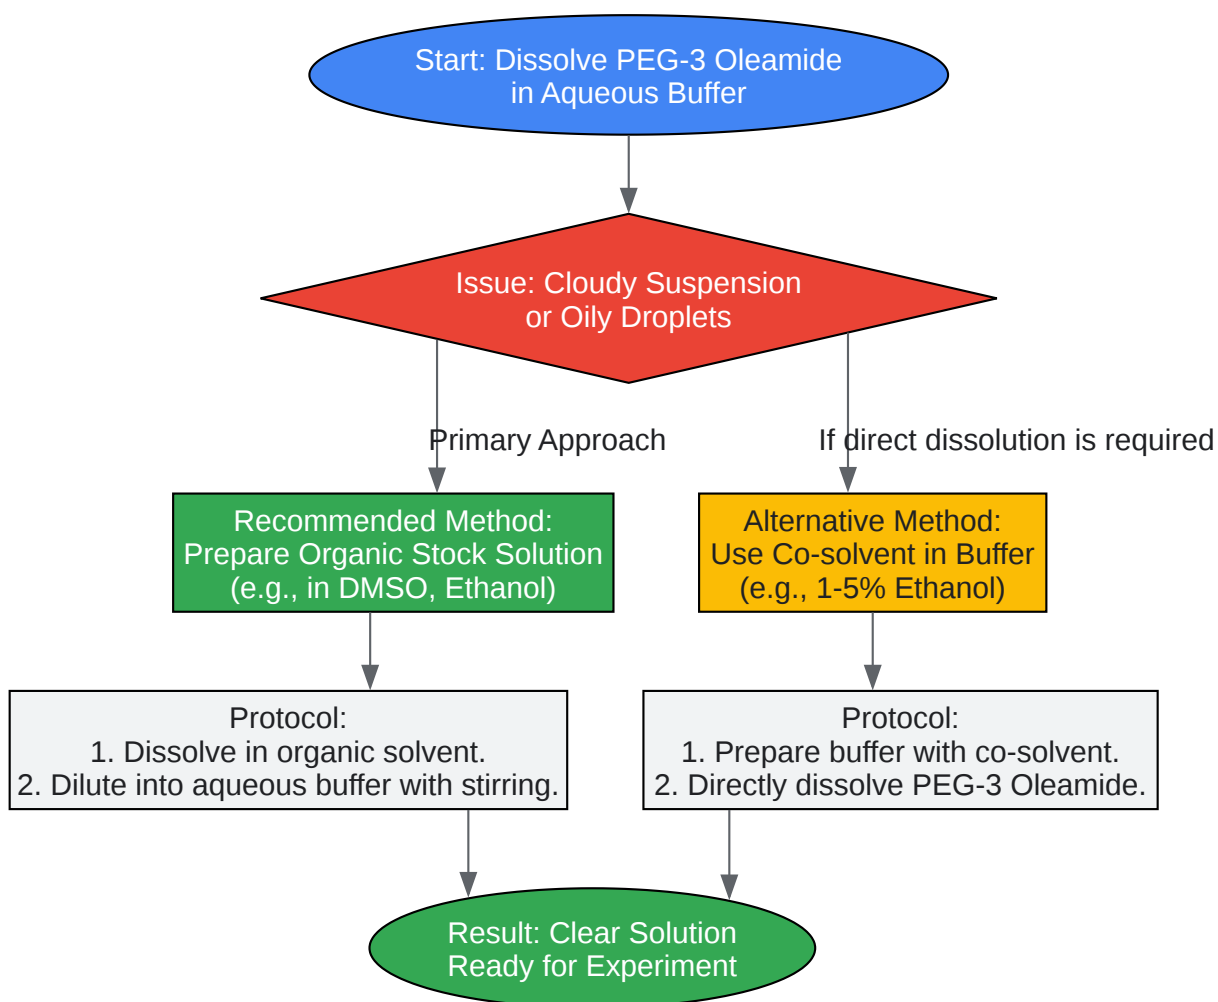 Start: Dissolve PEG-3 Oleamide
in Aqueous Buffer
Issue: Cloudy Suspension
or Oily Droplets
Primary Approach
If direct dissolution is required
Recommended Method:
Prepare Organic Stock Solution
(e.g., in DMSO, Ethanol)
Alternative Method:
Use Co-solvent in Buffer
(e.g., 1-5% Ethanol)
Protocol:
1. Dissolve in organic solvent.
2. Dilute into aqueous buffer with stirring.
Protocol:
1. Prepare buffer with co-solvent.
2. Directly dissolve PEG-3 Oleamide.
Result: Clear Solution
Ready for Experiment